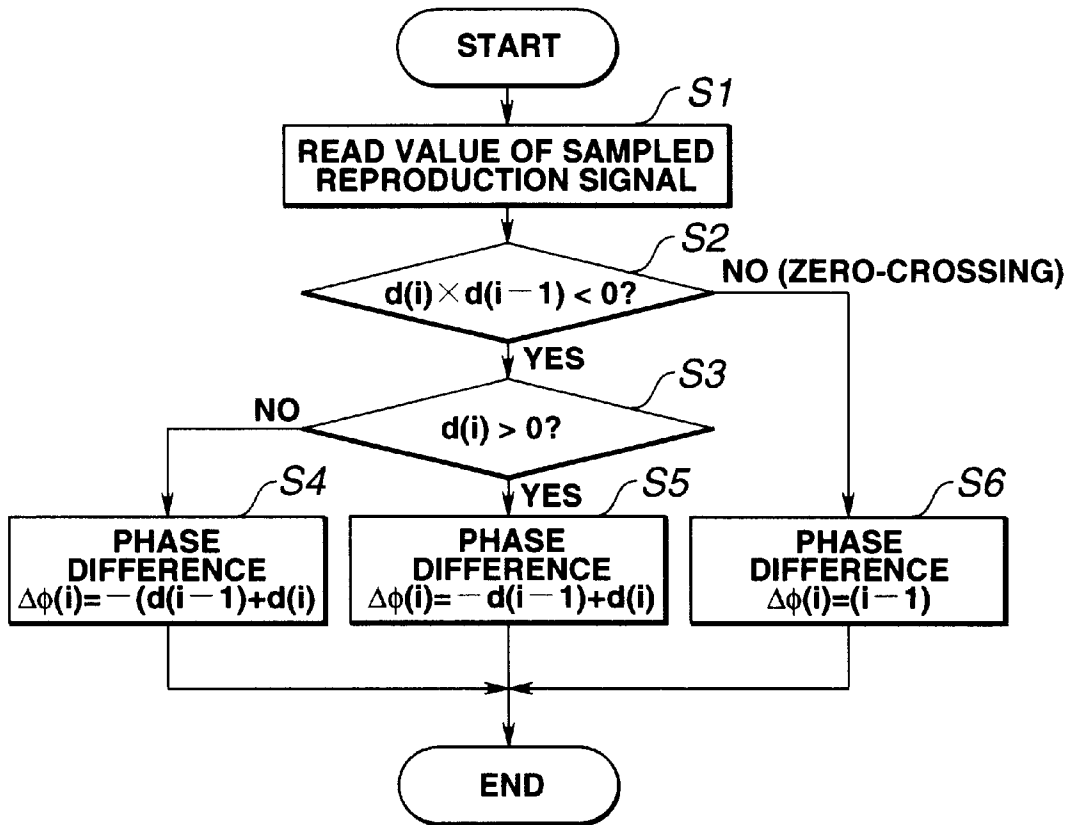 START
S1
READ VALUE OF SAMPLED
REPRODUCTION SIGNAL
S2
NO (ZERO-CROSSING)
d(i)×d(i−1) < 0?
YES
S3
NO
d(i) > 0?
YES
S4
S5
S6
PHASE
DIFFERENCE
Δϕ(i)=−(d(i−1)+d(i)
PHASE
DIFFERENCE
Δϕ(i)=−d(i−1)+d(i)
PHASE
DIFFERENCE
Δϕ(i)=(i−1)
END